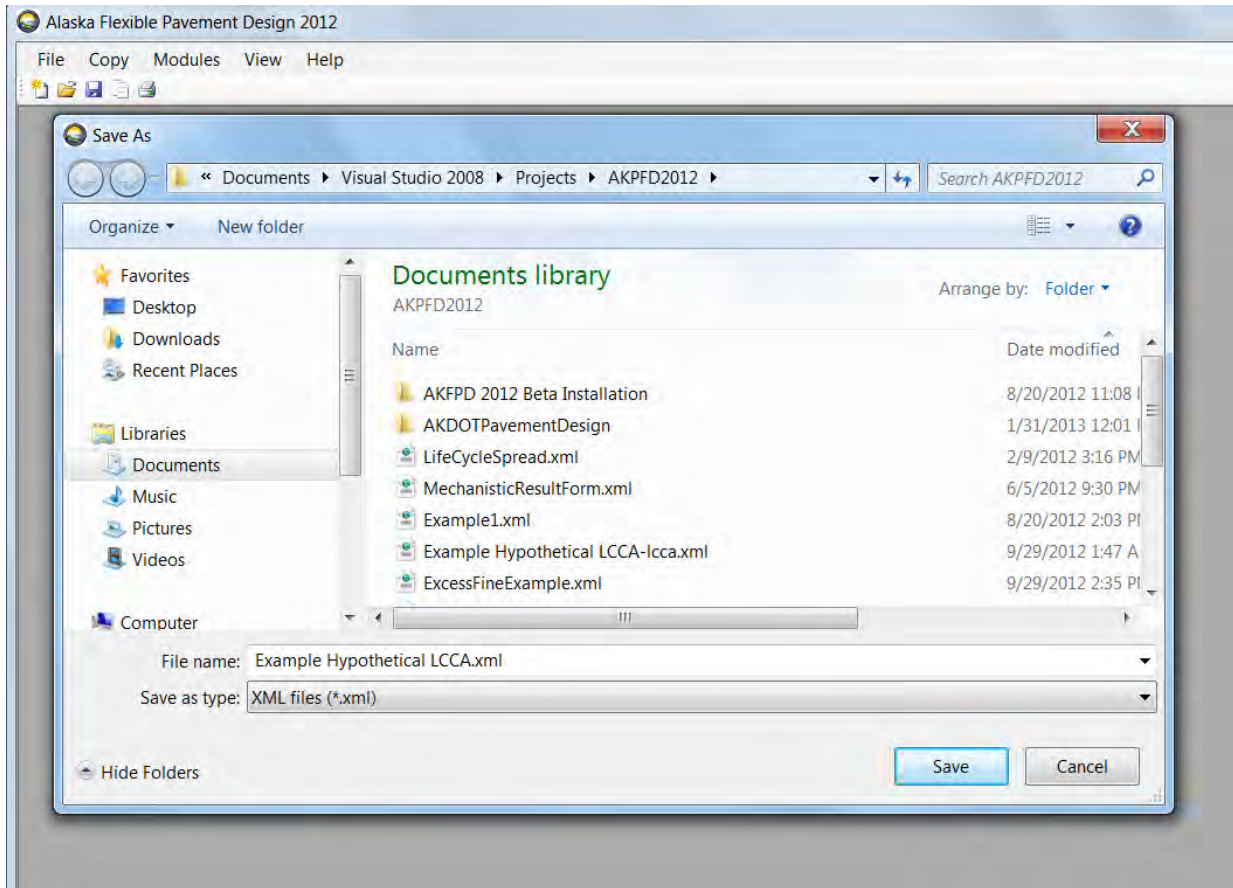 Alaska Flexible Pavement Design 2012
File Copy Modules View Help
Save As
« Documents ▸ Visual Studio 2008 ▸ Projects ▸ AKPFD2012 ▸ Search AKPFD2012
Organize New folder
Favorites
Desktop
Downloads
Recent Places
Libraries
Documents
Music
Pictures
Videos
Computer
Documents library
AKPFD2012
Arrange by: Folder
Name Date modified
AKFPD 2012 Beta Installation 8/20/2012 11:08
AKDOTPavementDesign 1/31/2013 12:01
LifeCycleSpread.xml 2/9/2012 3:16 PM
MechanisticResultForm.xml 6/5/2012 9:30 PM
Example1.xml 8/20/2012 2:03 P
Example Hypothetical LCCA-lcca.xml 9/29/2012 1:47 A
ExcessFineExample.xml 9/29/2012 2:35 P
File name: Example Hypothetical LCCA.xml
Save as type: XML files (*.xml)
Hide Folders
Save Cancel